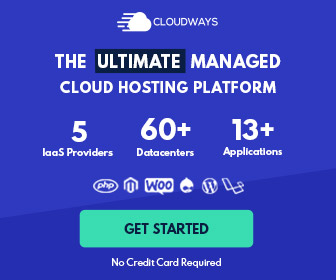 CLOUDWAYS
THE ULTIMATE MANAGED
CLOUD HOSTING PLATFORM
5 60+ 13+
IaaS Providers Datacenters Applications
php WOO
GET STARTED
No Credit Card Required